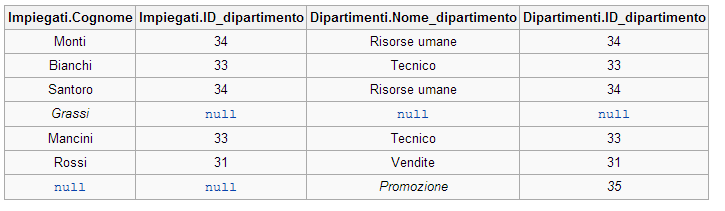 Impiegati.Cognome Impiegati.ID_dipartimento Dipartimenti.Nome_dipartimento Dipartimenti.ID_dipartimento
Monti 34 Risorse umane 34
Bianchi 33 Tecnico 33
Santoro 34 Risorse umane 34
Grassi null null null
Mancini 33 Tecnico 33
Rossi 31 Vendite 31
null null Promozione 35